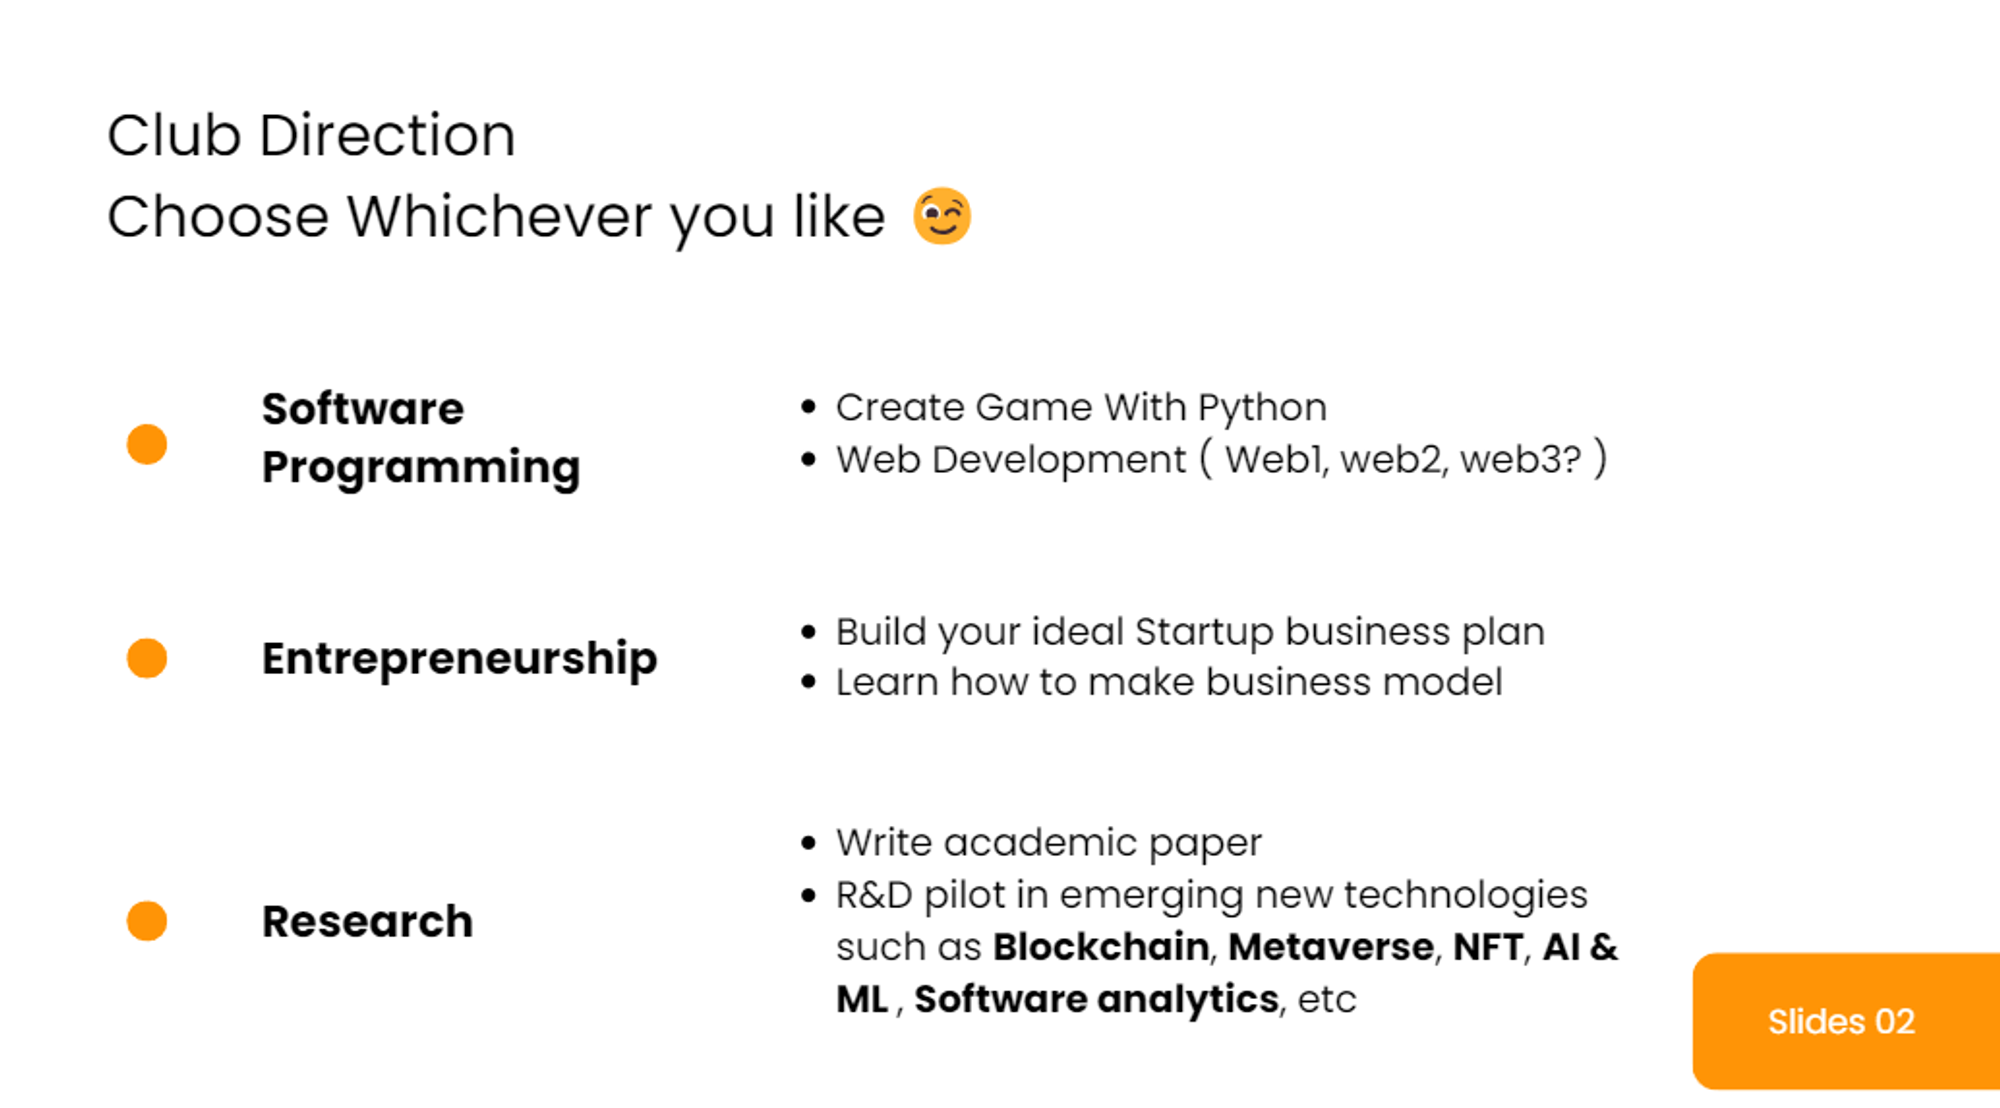 Club Direction
Choose Whichever you like 😉
Software
Programming
• Create Game With Python
• Web Development ( Web1, web2, web3? )
Entrepreneurship
• Build your ideal Startup business plan
• Learn how to make business model
Research
• Write academic paper
• R&D pilot in emerging new technologies
such as Blockchain, Metaverse, NFT, AI &
ML , Software analytics, etc
Slides 02